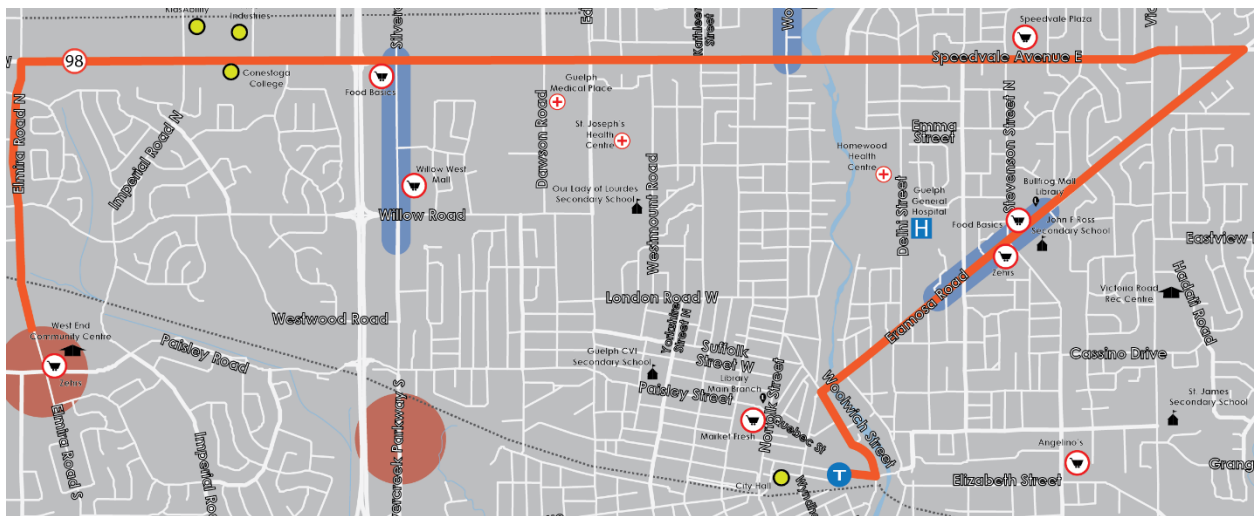 KidsAbility
Industries
Speedvale Plaza
Kathleen
Street
98
Speedvale Avenue E
Conestoga
College
Food Basics
Guelph
Medical Place
Elmira Road N
Imperial Road N
Dawson Road
St. Joseph's
Health
Centre
Emma
Street
Stevenson Street N
Homewood
Health
Centre
Willow West
Mall
Our Lady of Lourdes
Secondary School
Westmount Road
Delhi Street
Guelph
General
Hospital
H
Bullfrog Mall
Library
Food Basics
John F Ross
Secondary School
Willow Road
Zehrs
Hadati Road
Victoria Road
Rec Centre
London Road W
Eramosa Road
Westwood Road
West End
Community Centre
Paisley Road
Yorkshire
Street N
Suffolk
Street W
Guelph CVI
Secondary School
Cassino Drive
Zehrs
Library
Main Branch
Paisley Street
Norfolk Street
Woolwich Street
St. James
Secondary School
Elmira Road S
Market Fresh
Quebec St
Angelino's
T
City Hall
Elizabeth Street